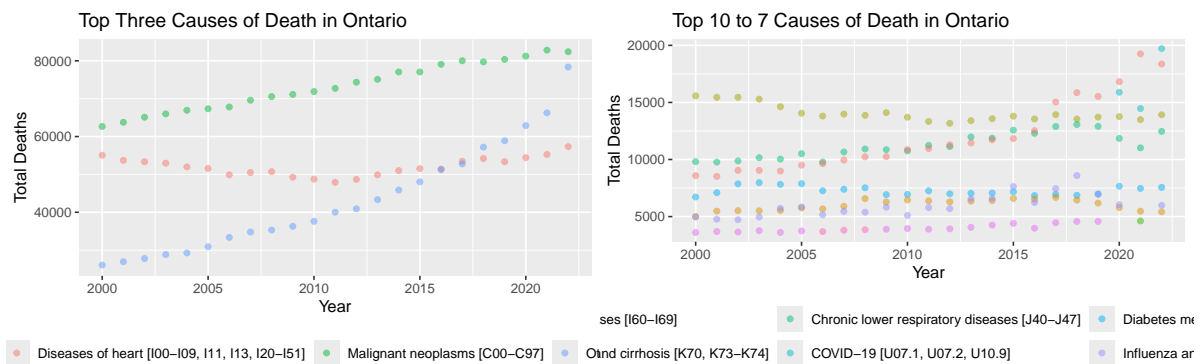 Top Three Causes of Death in Ontario
Total Deaths
80000
60000
40000
2000 2005 2010 2015 2020
Year
Diseases of heart [I00–I09, I11, I13, I20–I51] Malignant neoplasms [C00–C97]
Top 10 to 7 Causes of Death in Ontario
Total Deaths
20000
15000
10000
5000
2000 2005 2010 2015 2020
Year
ses [I60–I69] Chronic lower respiratory diseases [J40–J47] Diabetes me
and cirrhosis [K70, K73–K74] COVID–19 [U07.1, U07.2, U10.9] Influenza an